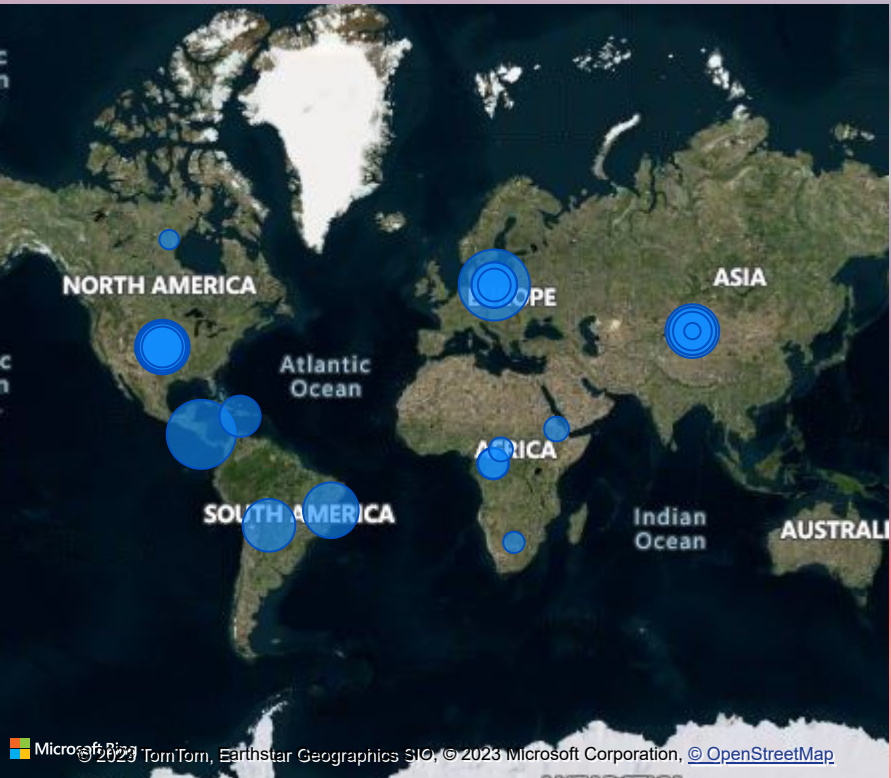 c
n
NORTH AMERICA
EUROPE
ASIA
Atlantic
Ocean
c
n
AFRICA
SOUTH AMERICA
Indian
Ocean
AUSTRALI
Microsoft Bing
© 2023 TomTom, Earthstar Geographics SIO, © 2023 Microsoft Corporation, © OpenStreetMap